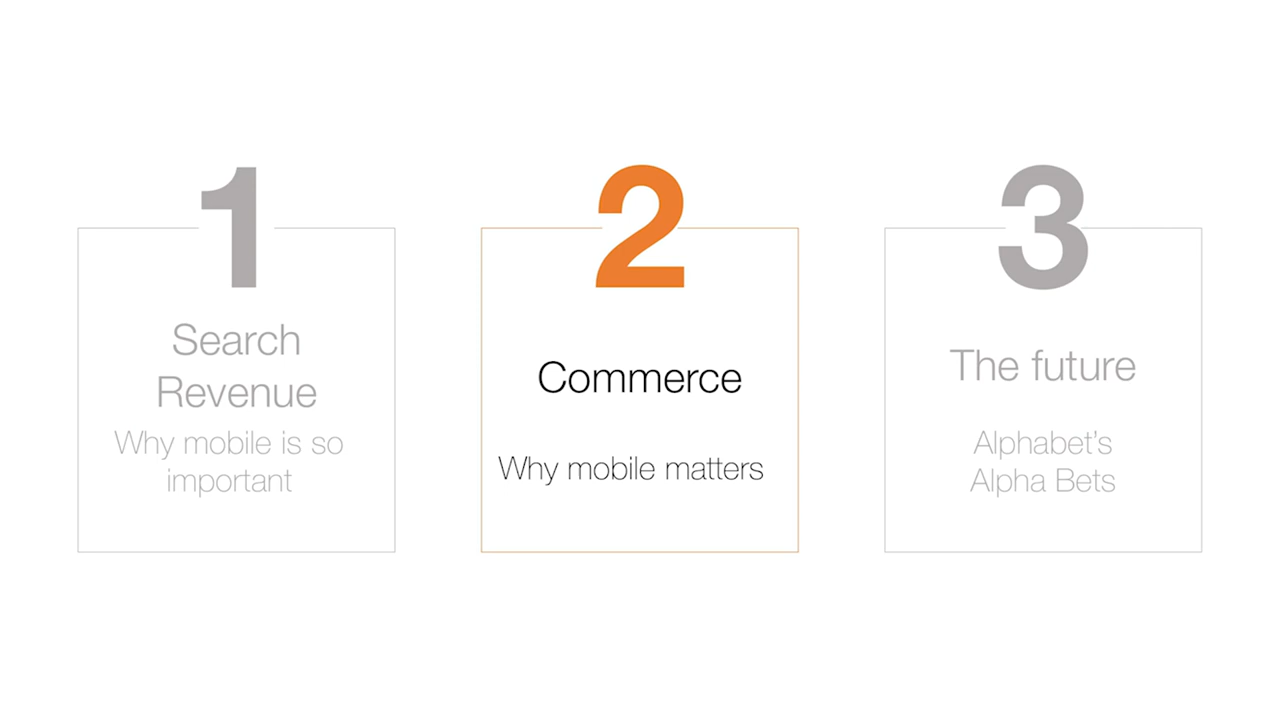 1
Search
Revenue
Why mobile is so
important
2
Commerce
Why mobile matters
3
The future
Alphabet's
Alpha Bets